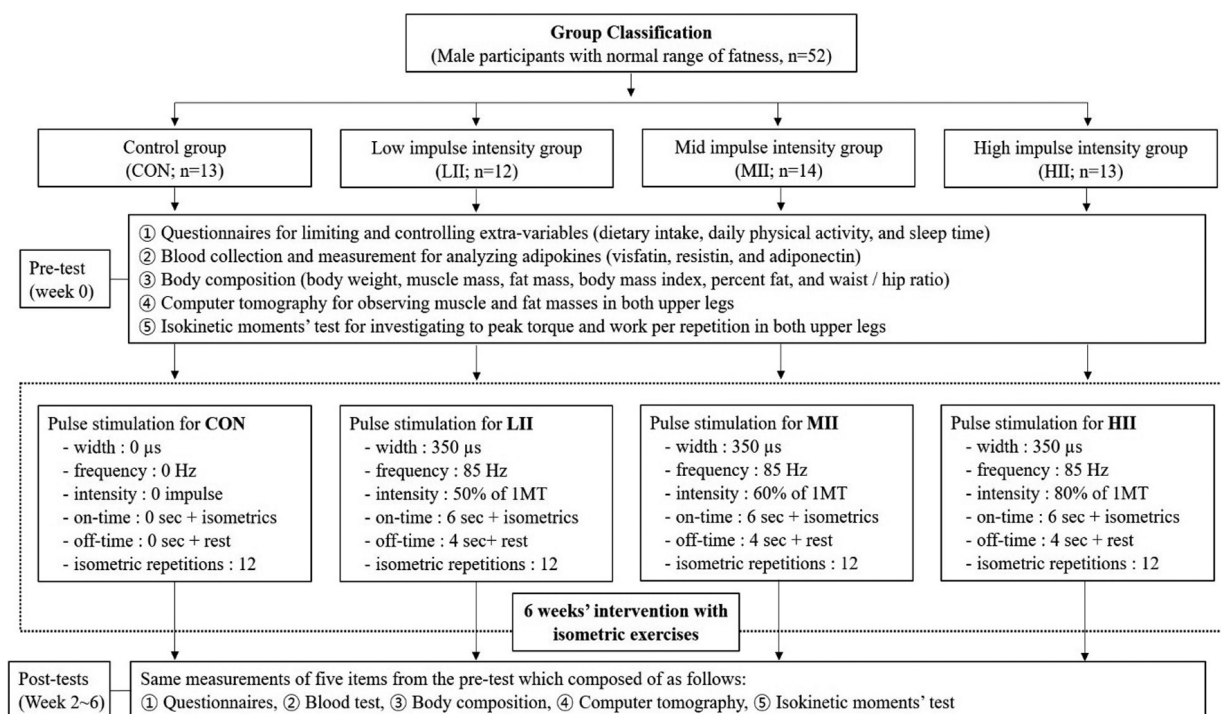 Group Classification
(Male participants with normal range of fatness, n=52)
Control group
(CON; n=13)
Low impulse intensity group
(LII; n=12)
Mid impulse intensity group
(MII; n=14)
High impulse intensity group
(HII; n=13)
Pre-test
(week 0)
① Questionnaires for limiting and controlling extra-variables (dietary intake, daily physical activity, and sleep time)
② Blood collection and measurement for analyzing adipokines (visfatin, resistin, and adiponectin)
③ Body composition (body weight, muscle mass, fat mass, body mass index, percent fat, and waist / hip ratio)
④ Computer tomography for observing muscle and fat masses in both upper legs
⑤ Isokinetic moments’ test for investigating to peak torque and work per repetition in both upper legs
Pulse stimulation for CON
- width : 0 µs
- frequency : 0 Hz
- intensity : 0 impulse
- on-time : 0 sec + isometrics
- off-time : 0 sec + rest
- isometric repetitions : 12
Pulse stimulation for LII
- width : 350 µs
- frequency : 85 Hz
- intensity : 50% of 1MT
- on-time : 6 sec + isometrics
- off-time : 4 sec+ rest
- isometric repetitions : 12
Pulse stimulation for MII
- width : 350 µs
- frequency : 85 Hz
- intensity : 60% of 1MT
- on-time : 6 sec + isometrics
- off-time : 4 sec + rest
- isometric repetitions : 12
Pulse stimulation for HII
- width : 350 µs
- frequency : 85 Hz
- intensity : 80% of 1MT
- on-time : 6 sec + isometrics
- off-time : 4 sec + rest
- isometric repetitions : 12
6 weeks’ intervention with
isometric exercises
Post-tests
(Week 2~6)
Same measurements of five items from the pre-test which composed of as follows:
① Questionnaires, ② Blood test, ③ Body composition, ④ Computer tomography, ⑤ Isokinetic moments’ test